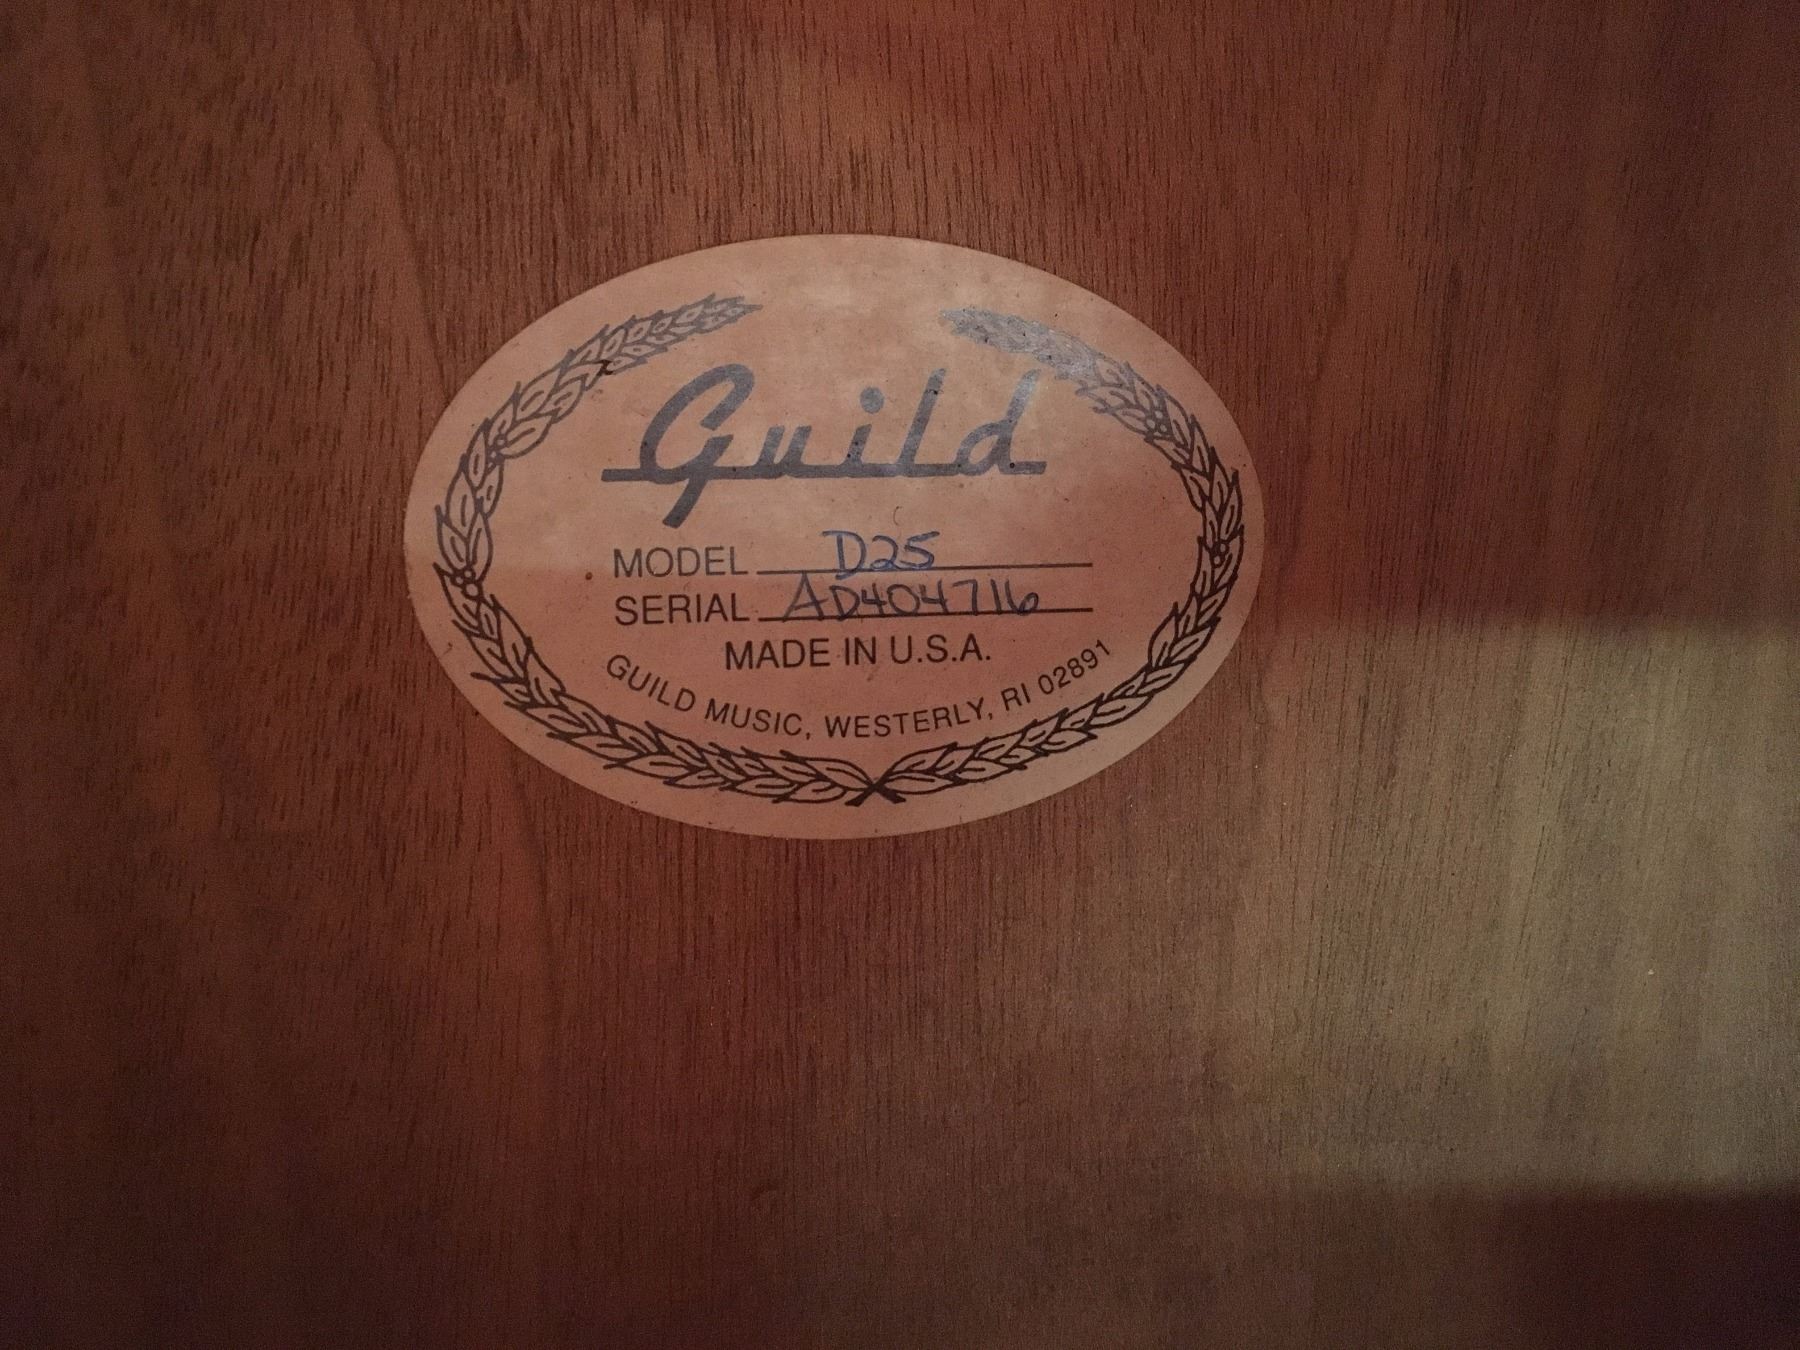 Guild
MODEL D25
SERIAL AD404716
MADE IN U.S.A.
GUILD MUSIC, WESTERLY, RI 02891